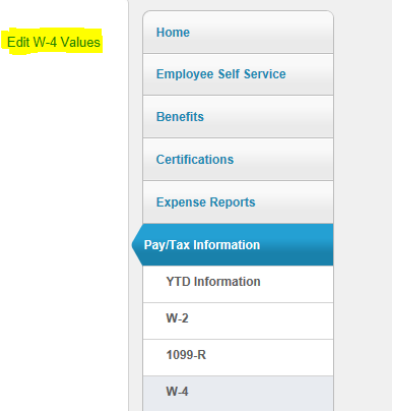 Edit W-4 Values
Home
Employee Self Service
Benefits
Certifications
Expense Reports
Pay/Tax Information
YTD Information
W-2
1099-R
W-4